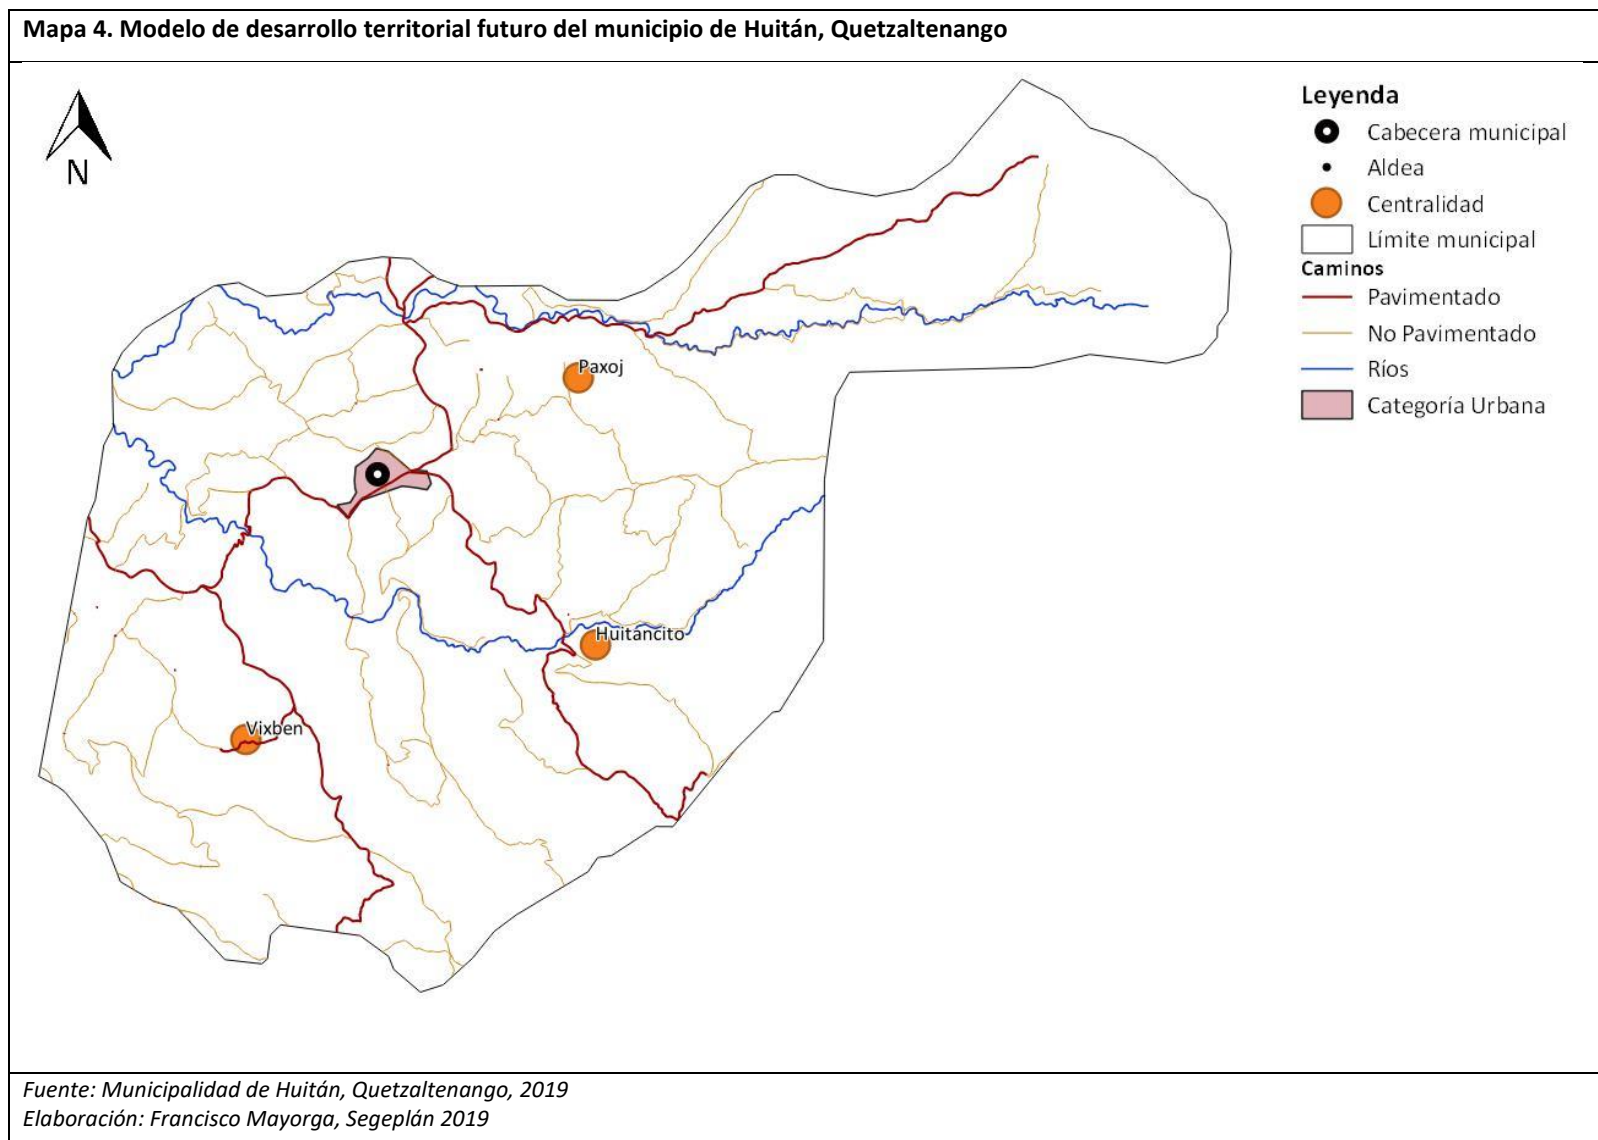 Mapa 4. Modelo de desarrollo territorial futuro del municipio de Huitán, Quetzaltenango
N
Leyenda
Cabecera municipal
Aldea
Centralidad
Límite municipal
Caminos
Pavimentado
No Pavimentado
Ríos
Categoría Urbana
Paxoj
Huitancito
Vixben
Fuente: Municipalidad de Huitán, Quetzaltenango, 2019
Elaboración: Francisco Mayorga, Segeplán 2019